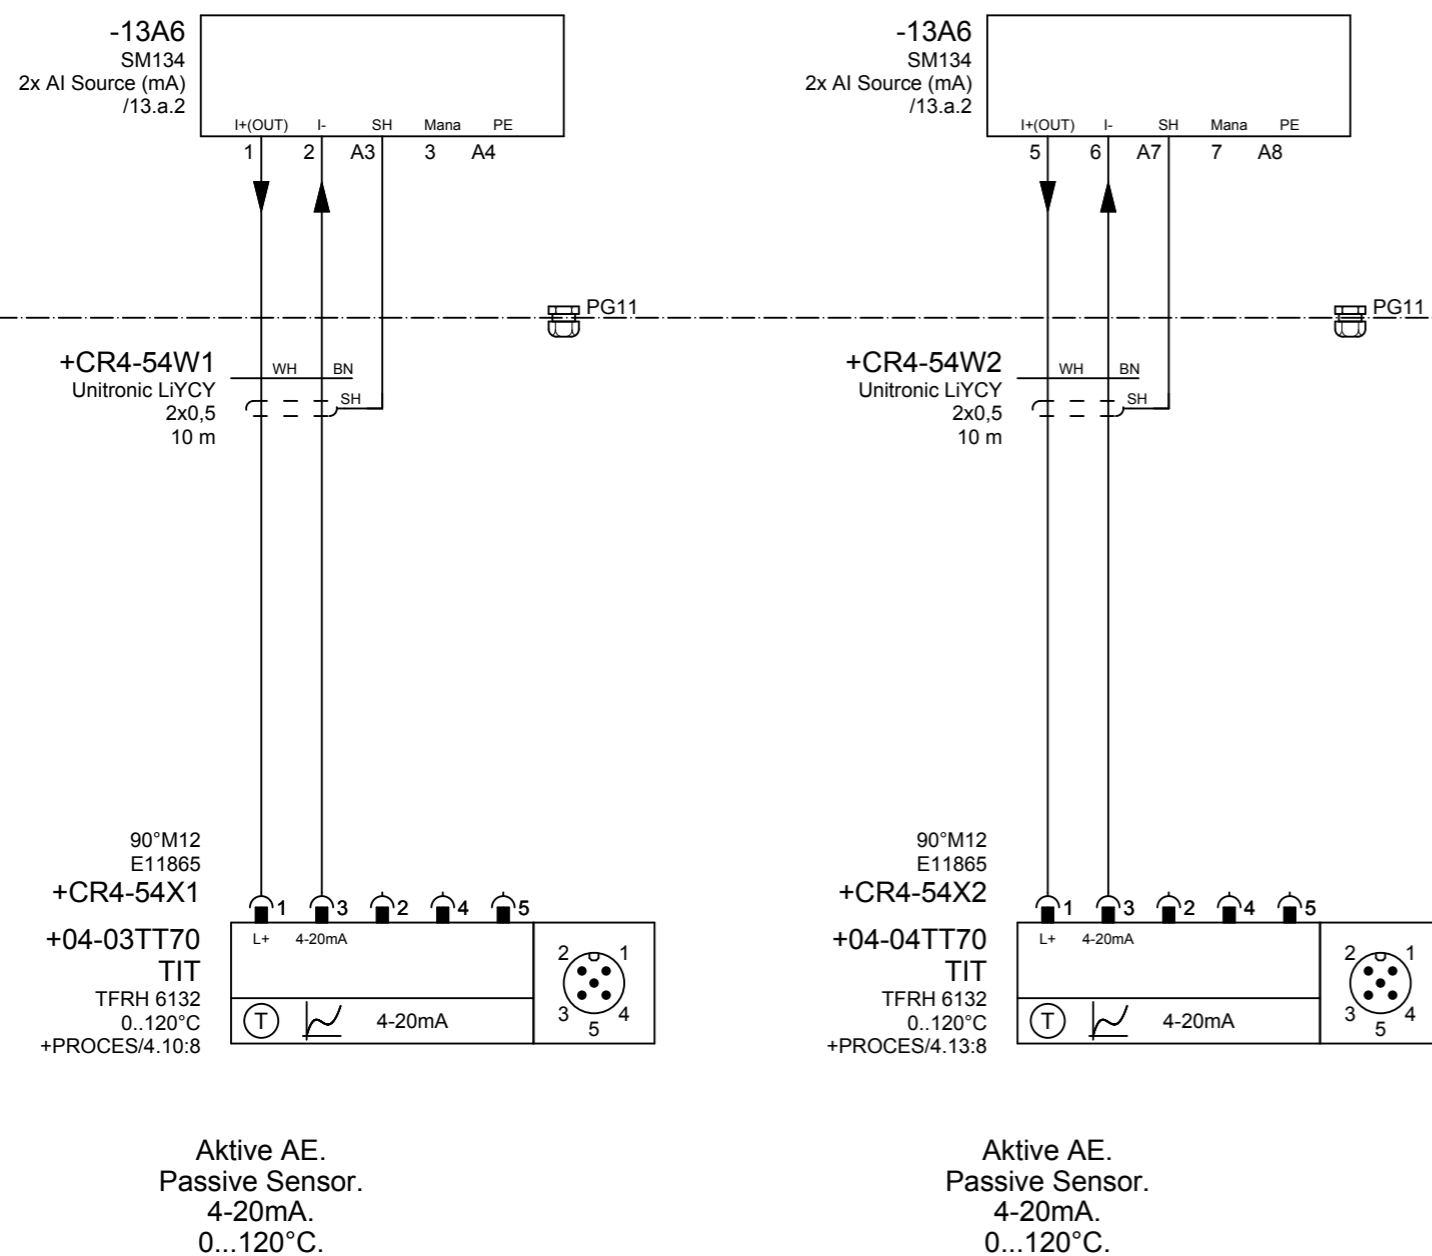 -13A6
SM134
2x AI Source (mA)
/13.a.2
I+(OUT) I- SH Mana PE
1 2 A3 3 A4
PG11
+CR4-54W1
Unitronic LiYCY
2x0,5
10 m
WH BN
SH
90°M12
E11865
+CR4-54X1
1 3 2 4 5
+04-03TT70
TIT
TFRH 6132
0..120°C
+PROCES/4.10:8
L+ 4-20mA
T 4-20mA
2 1
3 4
5
Aktive AE.
Passive Sensor.
4-20mA.
0...120°C.
-13A6
SM134
2x AI Source (mA)
/13.a.2
I+(OUT) I- SH Mana PE
5 6 A7 7 A8
PG11
+CR4-54W2
Unitronic LiYCY
2x0,5
10 m
WH BN
SH
90°M12
E11865
+CR4-54X2
1 3 2 4 5
+04-04TT70
TIT
TFRH 6132
0..120°C
+PROCES/4.13:8
L+ 4-20mA
T 4-20mA
2 1
3 4
5
Aktive AE.
Passive Sensor.
4-20mA.
0...120°C.